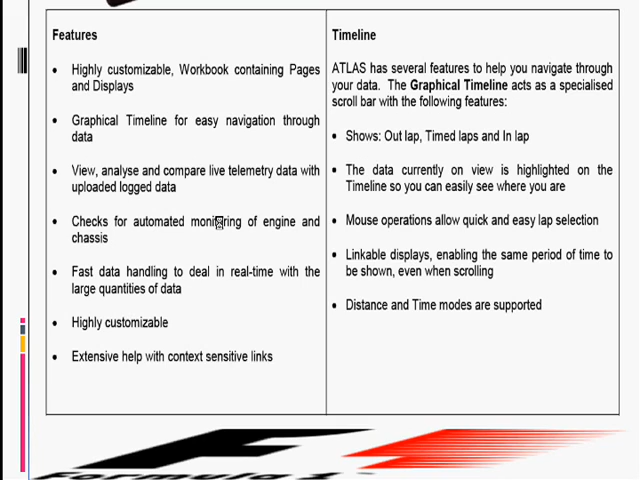 Features
• Highly customizable, Workbook containing Pages
and Displays
• Graphical Timeline for easy navigation through
data
• View, analyse and compare live telemetry data with
uploaded logged data
• Checks for automated monitoring of engine and
chassis
• Fast data handling to deal in real-time with the
large quantities of data
• Highly customizable
• Extensive help with context sensitive links
Timeline
ATLAS has several features to help you navigate through
your data. The Graphical Timeline acts as a specialised
scroll bar with the following features:
• Shows: Out lap, Timed laps and In lap
• The data currently on view is highlighted on the
Timeline so you can easily see where you are
• Mouse operations allow quick and easy lap selection
• Linkable displays, enabling the same period of time to
be shown, even when scrolling
• Distance and Time modes are supported
Formula 1